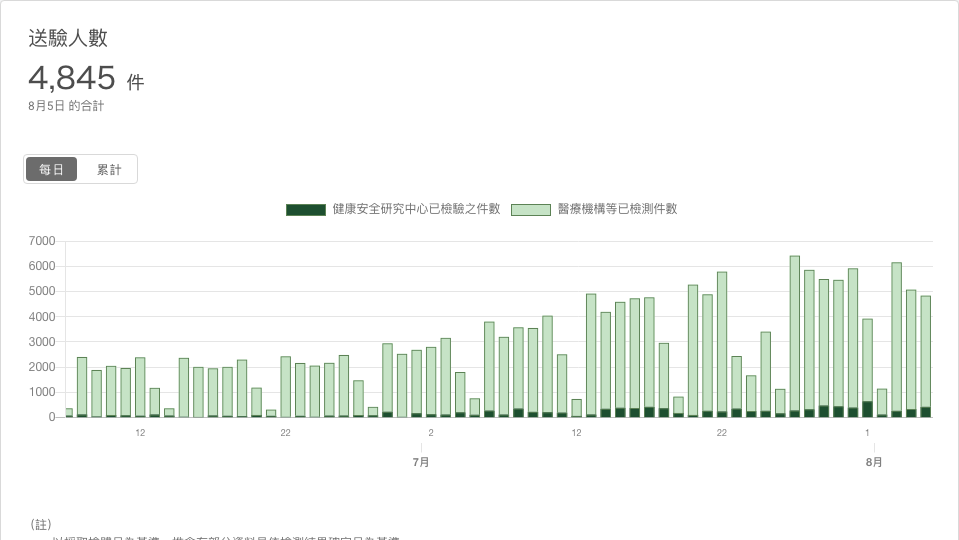 送驗人數
4,845 件
8月5日 的合計
每日 累計
健康安全研究中心已檢驗之件數 醫療機構等已檢測件數
7000
6000
5000
4000
3000
2000
1000
0
12 22 2 12 22 1
7月 8月
(註)